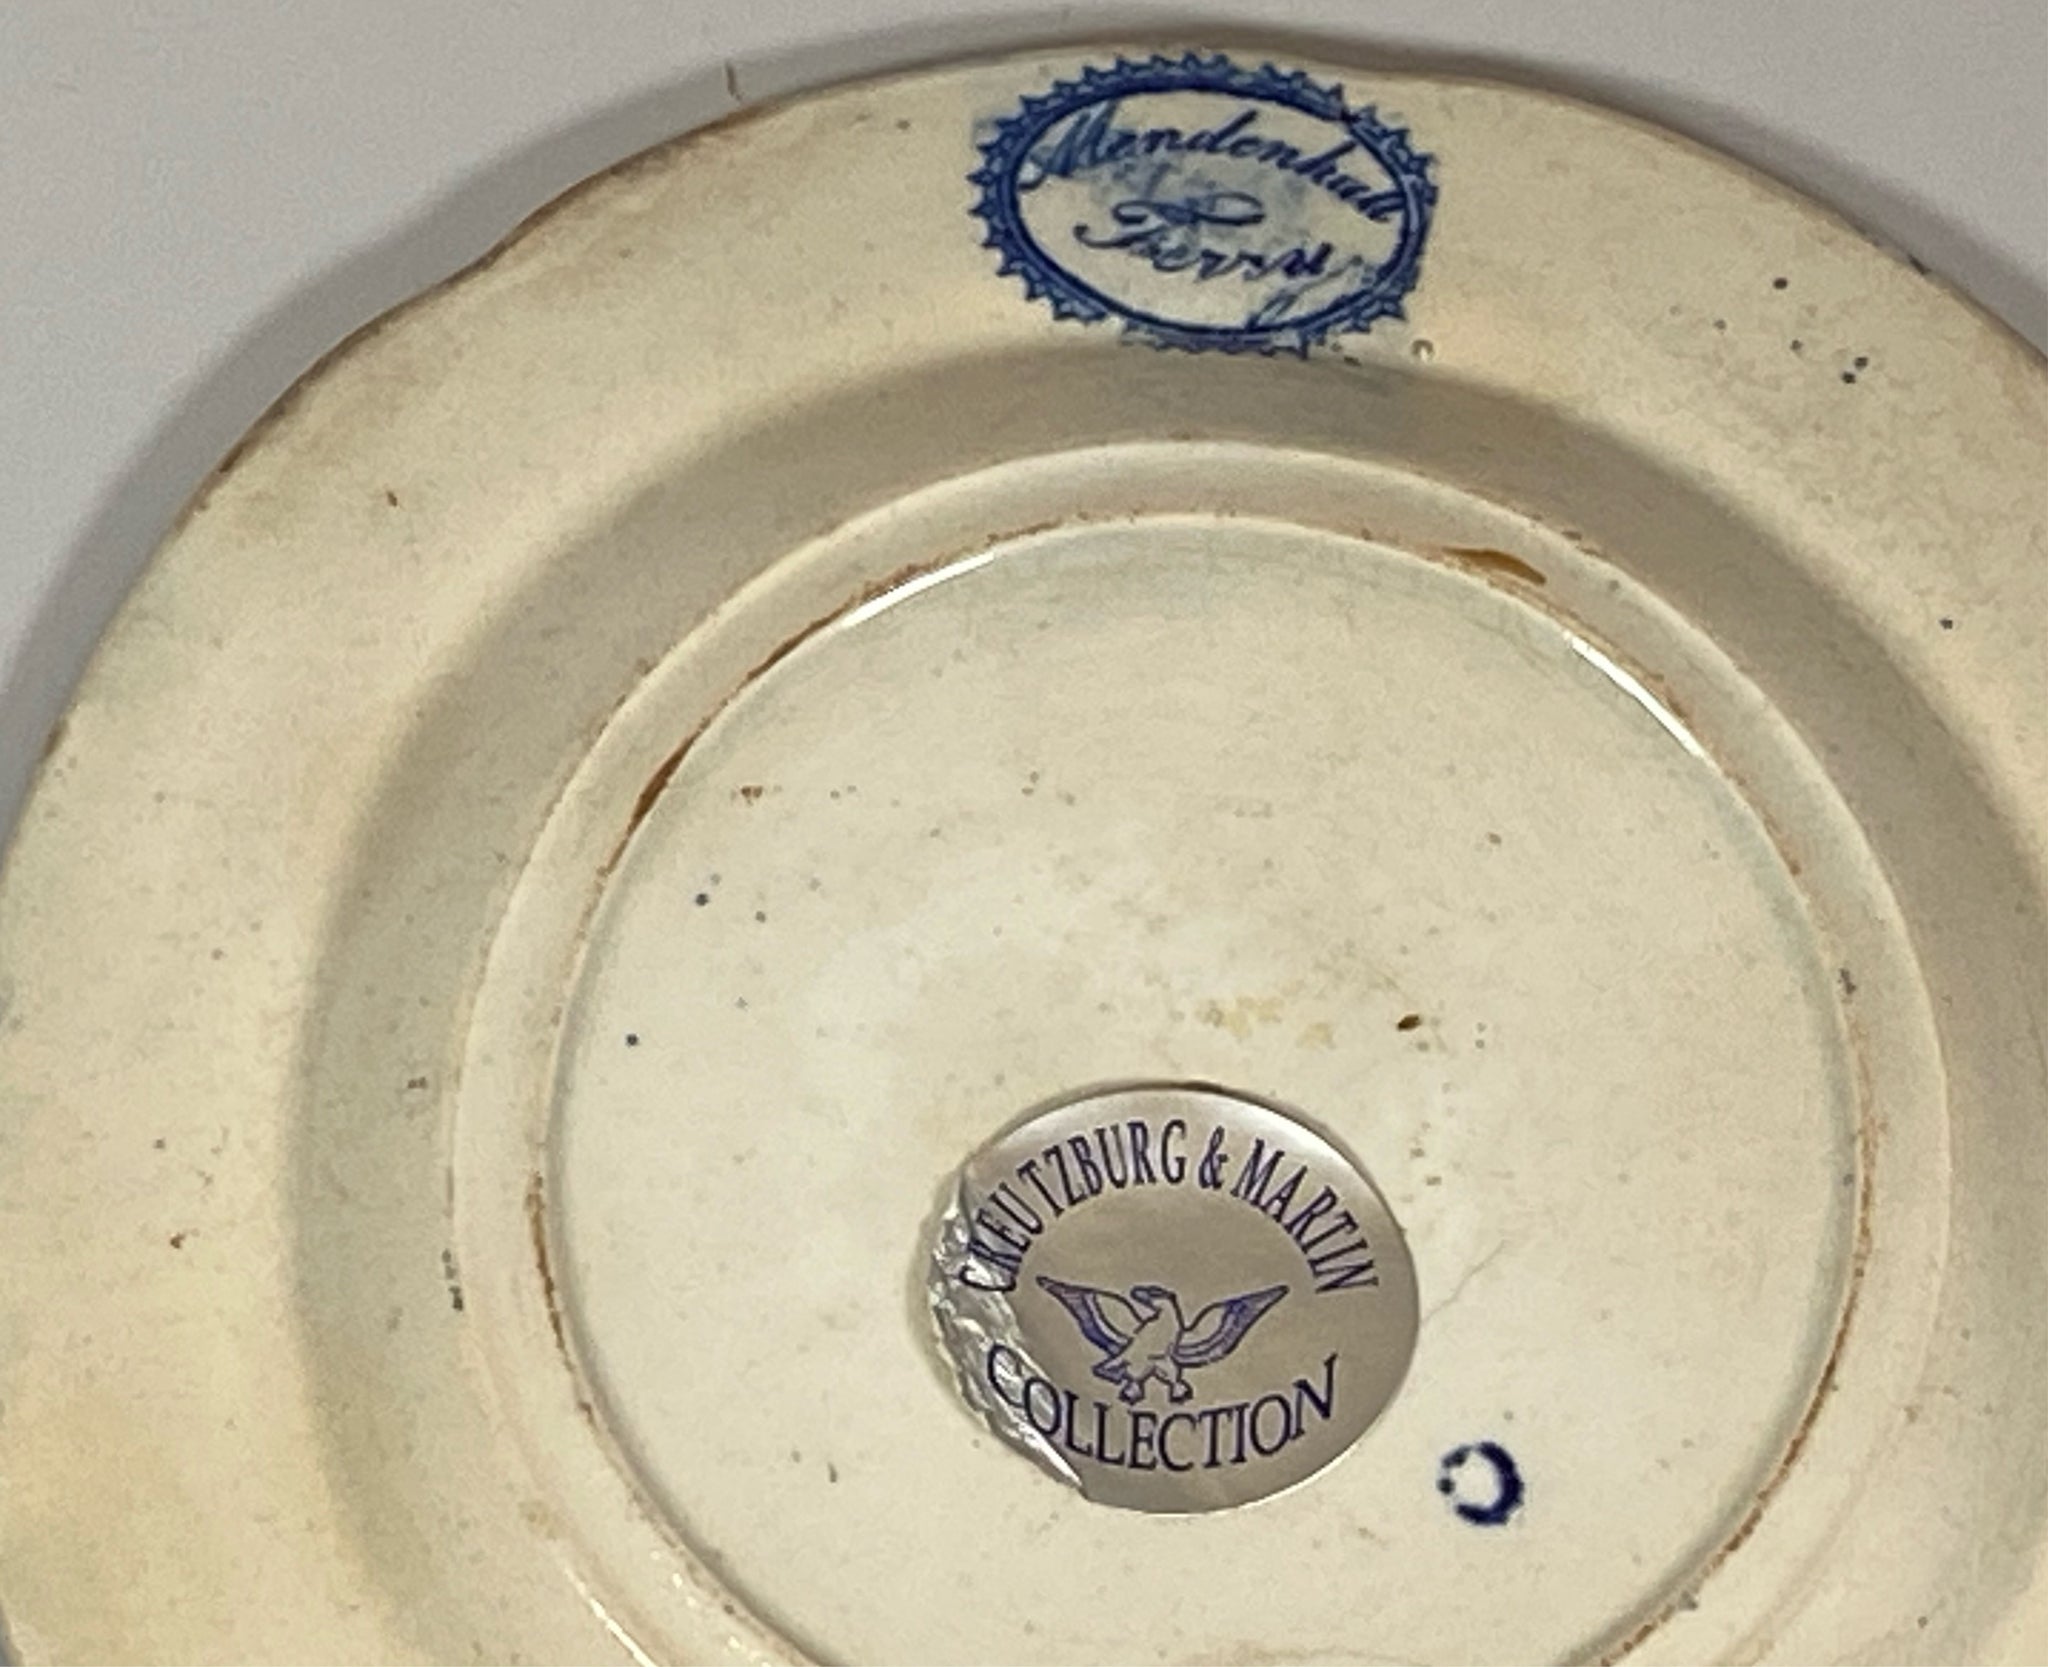 Mendenhall
Ferry
CREUTZBURG & MARTIN
COLLECTION